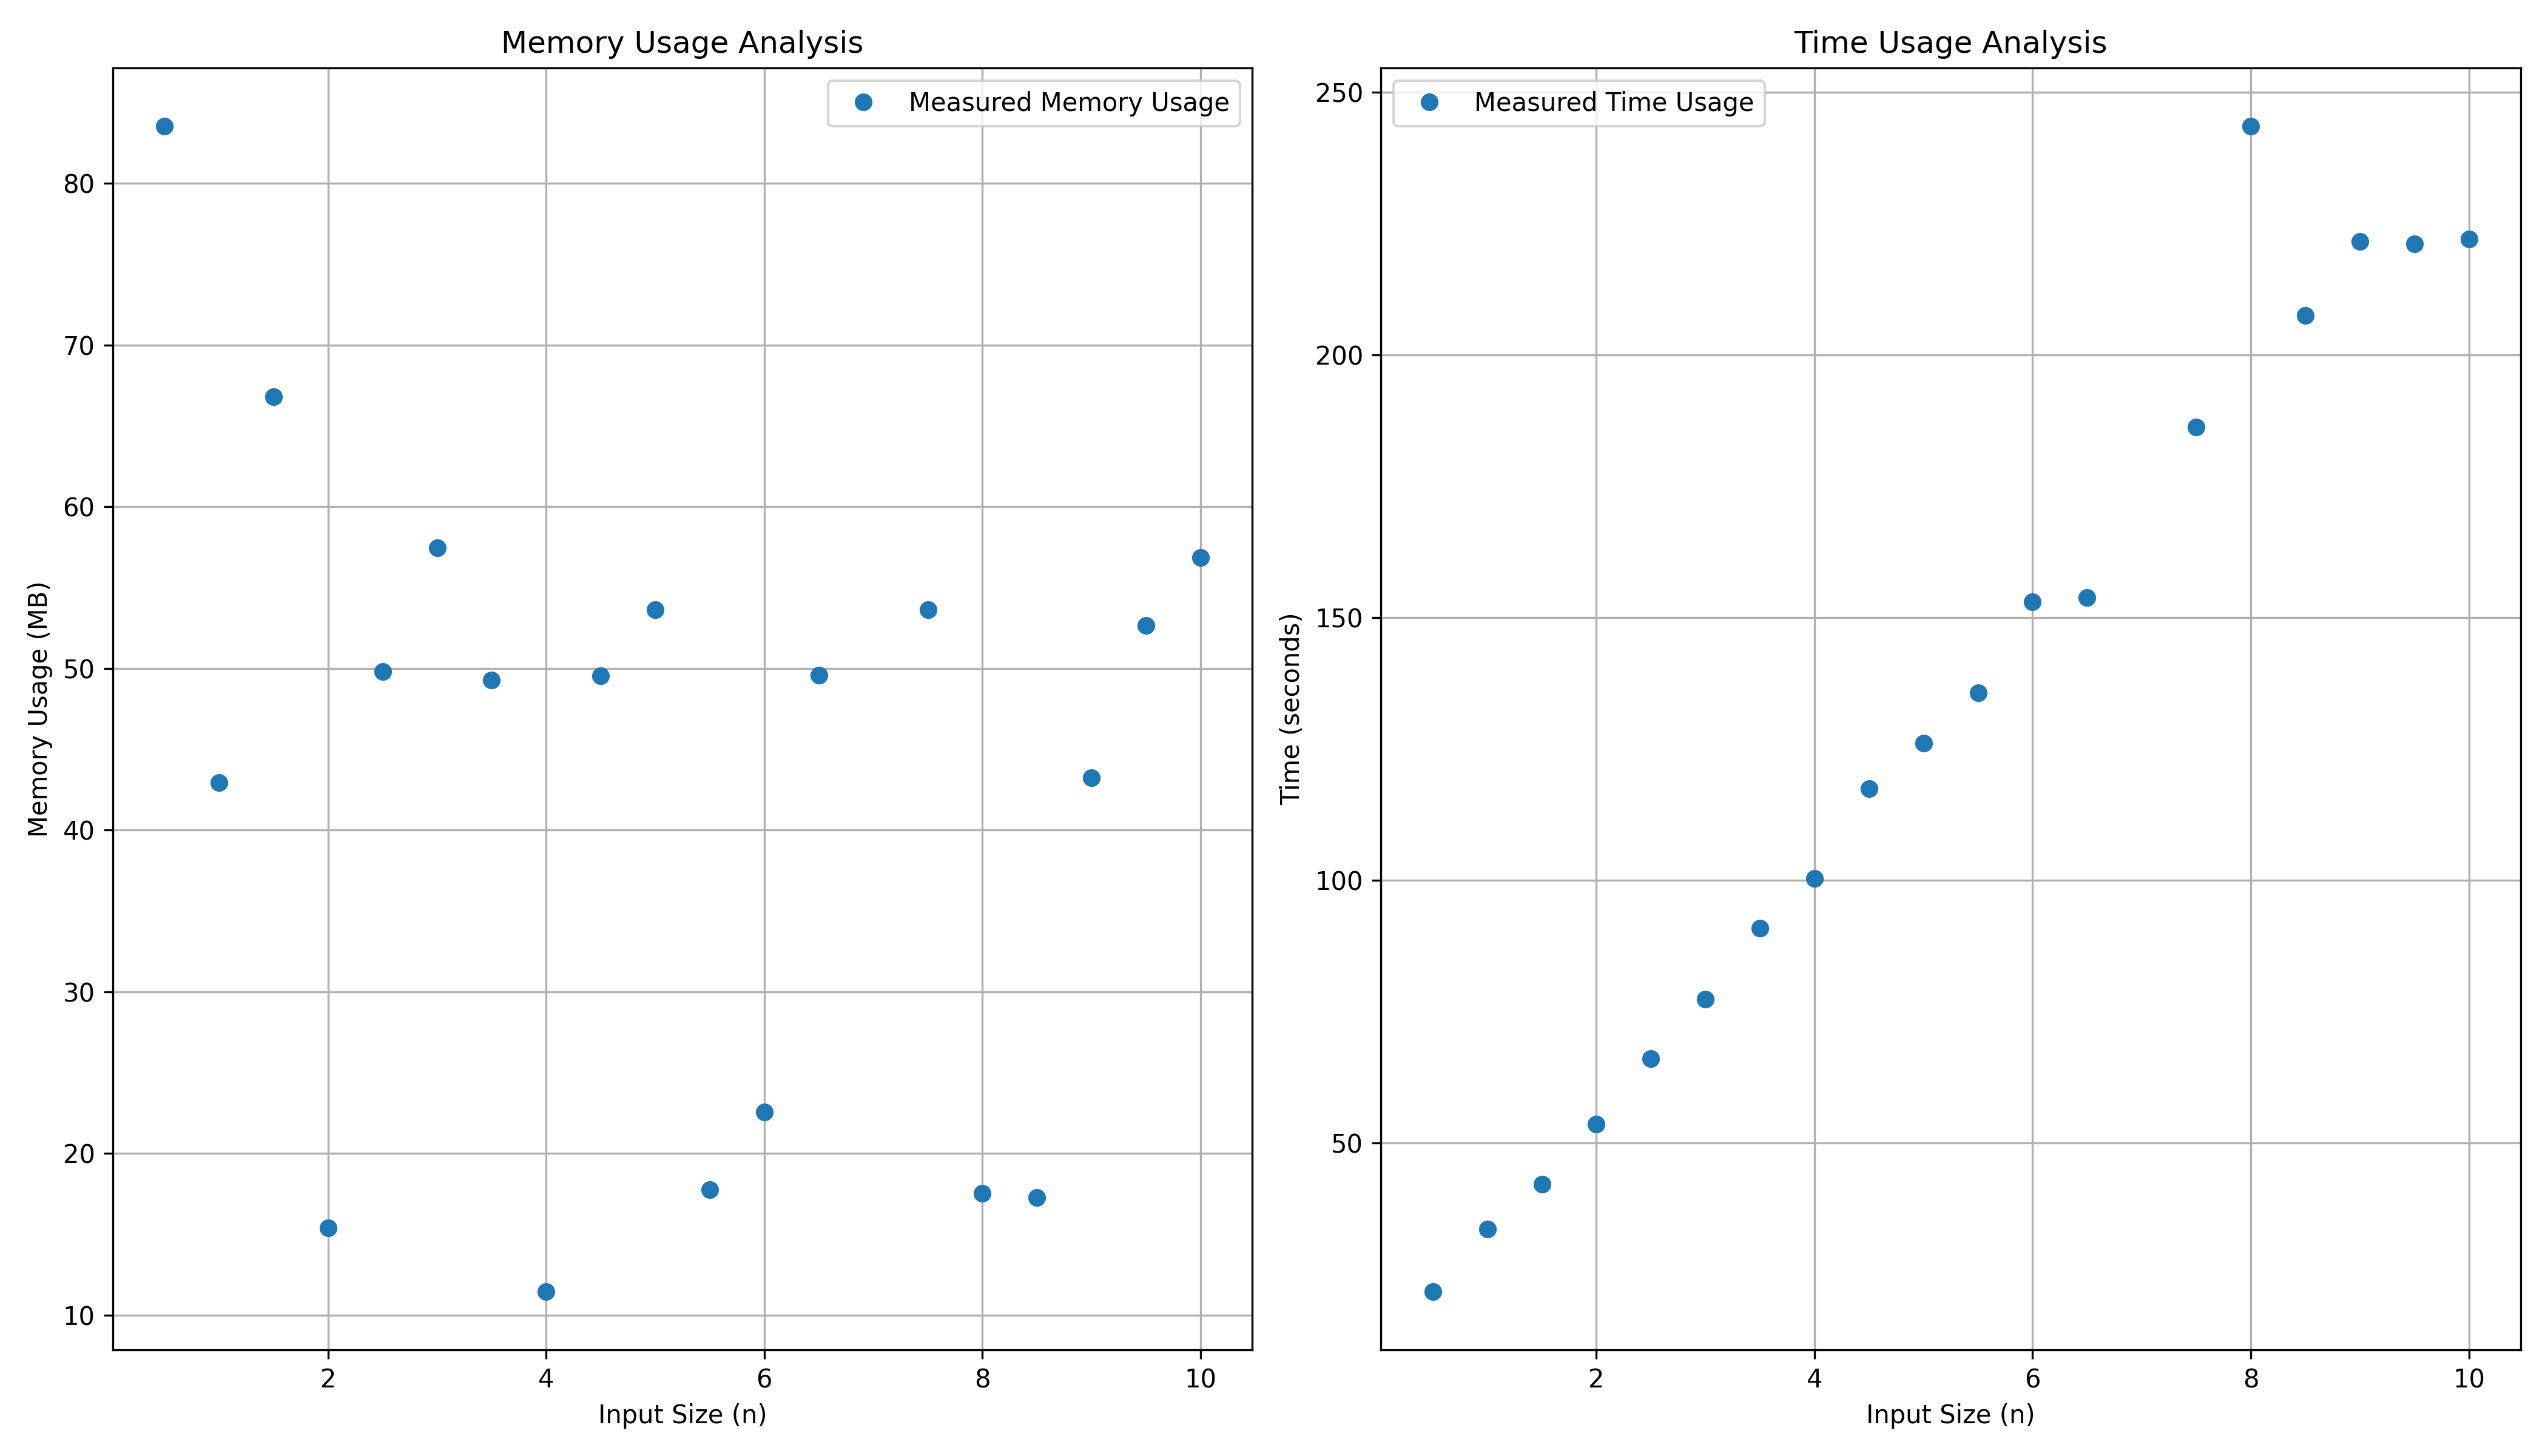 Memory Usage Analysis
Measured Memory Usage
80
70
60
50
40
30
20
10
Memory Usage (MB)
2 4 6 8 10
Input Size (n)
Time Usage Analysis
Measured Time Usage
250
200
150
100
50
Time (seconds)
2 4 6 8 10
Input Size (n)